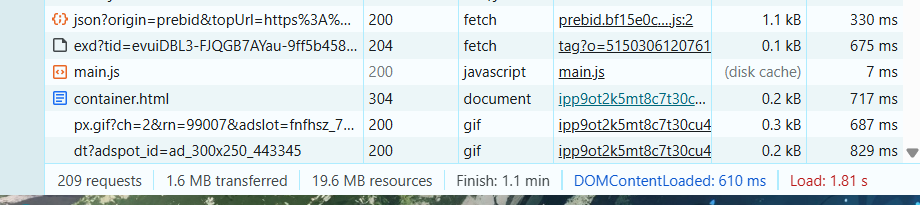 json?origin=prebid&topUrl=https%3A%... 200 fetch prebid.bf15e0c....js:2 1.1 kB 330 ms
exd?tid=evuiDBL3-FJQGB7AYau-9ff5b458... 204 fetch tag?o=5150306120761 0.1 kB 675 ms
main.js 200 javascript main.js (disk cache) 7 ms
container.html 304 document ipp9ot2k5mt8c7t30c... 0.2 kB 717 ms
px.gif?ch=2&rn=99007&adslot=fnfhsz_7... 200 gif ipp9ot2k5mt8c7t30cu4 0.3 kB 687 ms
dt?adspot_id=ad_300x250_443345 200 gif ipp9ot2k5mt8c7t30cu4 0.2 kB 829 ms
209 requests 1.6 MB transferred 19.6 MB resources Finish: 1.1 min DOMContentLoaded: 610 ms Load: 1.81 s